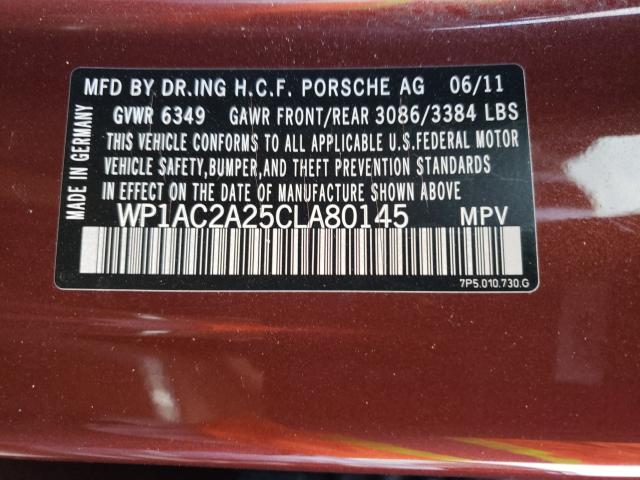 MFD BY DR.ING H.C.F. PORSCHE AG 06/11
GVWR 6349 GAWR FRONT/REAR 3086/3384 LBS
THIS VEHICLE CONFORMS TO ALL APPLICABLE U.S.FEDERAL MOTOR
VEHICLE SAFETY,BUMPER,AND THEFT PREVENTION STANDARDS
IN EFFECT ON THE DATE OF MANUFACTURE SHOWN ABOVE
WP1AC2A25CLA80145 MPV
7P5.010.730.G
MADE IN GERMANY